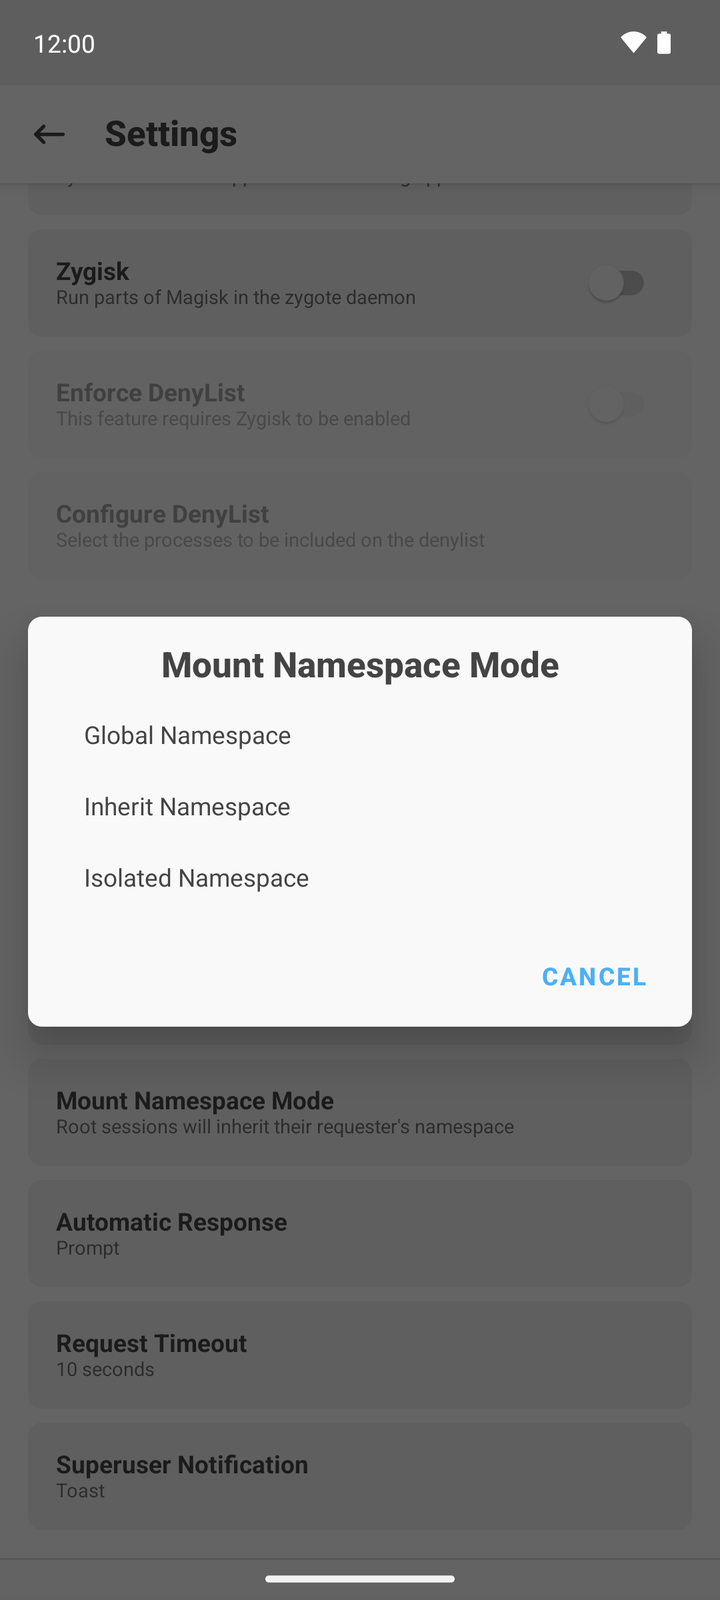 12:00
Settings
Zygisk
Run parts of Magisk in the zygote daemon
Enforce DenyList
This feature requires Zygisk to be enabled
Configure DenyList
Select the processes to be included on the denylist
Mount Namespace Mode
Global Namespace
Inherit Namespace
Isolated Namespace
CANCEL
Mount Namespace Mode
Root sessions will inherit their requester's namespace
Automatic Response
Prompt
Request Timeout
10 seconds
Superuser Notification
Toast